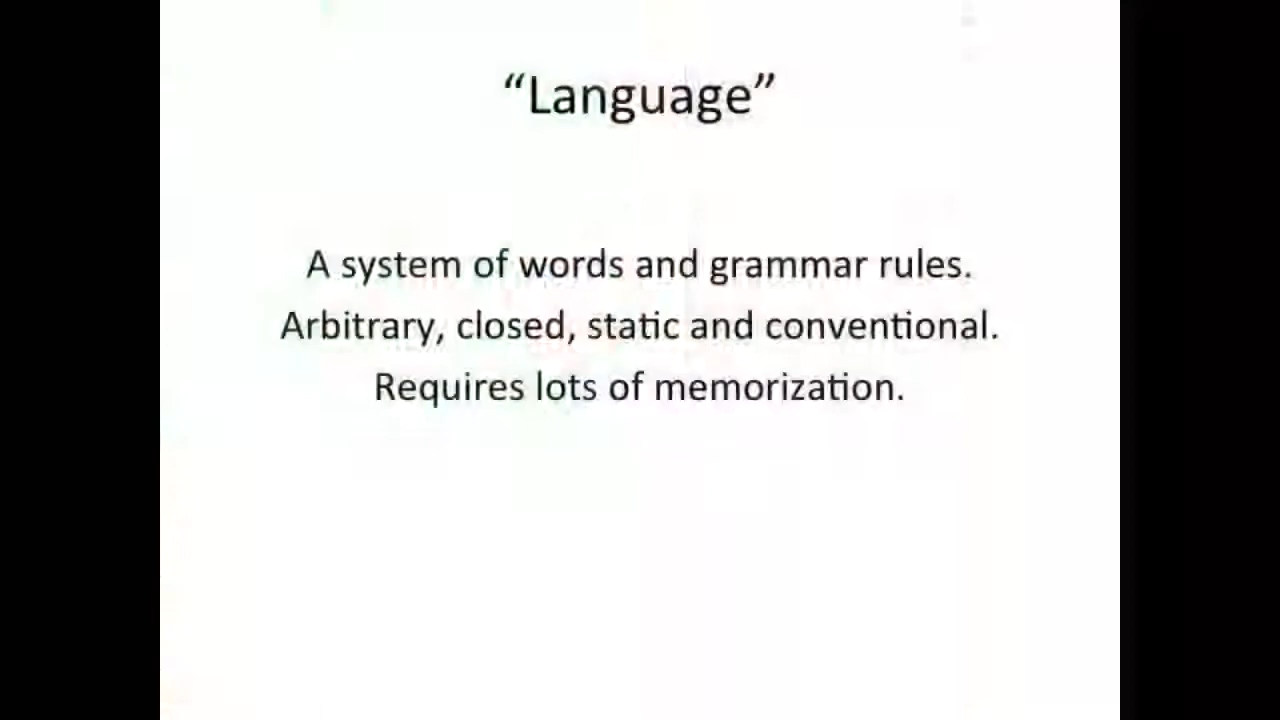 “Language”
A system of words and grammar rules.
Arbitrary, closed, static and conventional.
Requires lots of memorization.